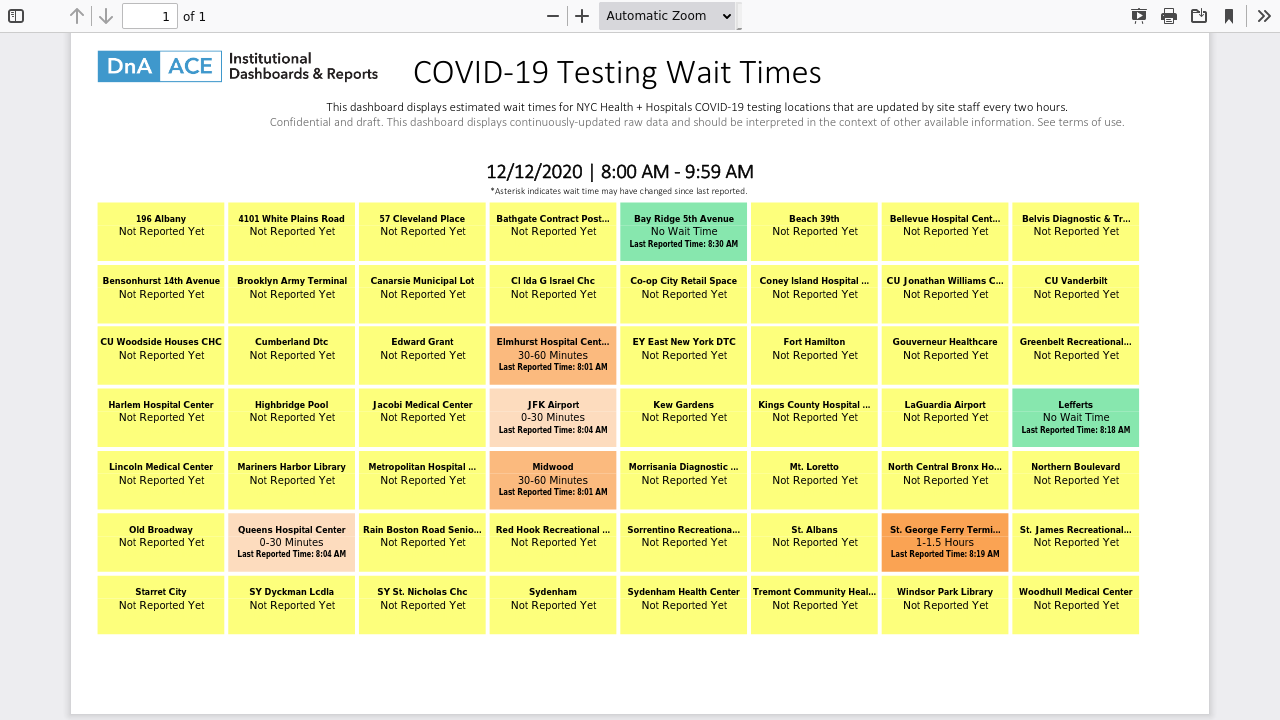 1 of 1
Automatic Zoom
DnA ACE Institutional
Dashboards & Reports
COVID-19 Testing Wait Times
This dashboard displays estimated wait times for NYC Health + Hospitals COVID-19 testing locations that are updated by site staff every two hours.
Confidential and draft. This dashboard displays continuously-updated raw data and should be interpreted in the context of other available information. See terms of use.
12/12/2020 | 8:00 AM - 9:59 AM
*Asterisk indicates wait time may have changed since last reported.
196 Albany
Not Reported Yet
4101 White Plains Road
Not Reported Yet
57 Cleveland Place
Not Reported Yet
Bathgate Contract Post...
Not Reported Yet
Bay Ridge 5th Avenue
No Wait Time
Last Reported Time: 8:30 AM
Beach 39th
Not Reported Yet
Bellevue Hospital Cent...
Not Reported Yet
Belvis Diagnostic & Tr...
Not Reported Yet
Bensonhurst 14th Avenue
Not Reported Yet
Brooklyn Army Terminal
Not Reported Yet
Canarsie Municipal Lot
Not Reported Yet
Cl Ida G Israel Chc
Not Reported Yet
Co-op City Retail Space
Not Reported Yet
Coney Island Hospital ...
Not Reported Yet
CU Jonathan Williams C...
Not Reported Yet
CU Vanderbilt
Not Reported Yet
CU Woodside Houses CHC
Not Reported Yet
Cumberland Dtc
Not Reported Yet
Edward Grant
Not Reported Yet
Elmhurst Hospital Cent...
30-60 Minutes
Last Reported Time: 8:01 AM
EY East New York DTC
Not Reported Yet
Fort Hamilton
Not Reported Yet
Gouverneur Healthcare
Not Reported Yet
Greenbelt Recreational...
Not Reported Yet
Harlem Hospital Center
Not Reported Yet
Highbridge Pool
Not Reported Yet
Jacobi Medical Center
Not Reported Yet
JFK Airport
0-30 Minutes
Last Reported Time: 8:04 AM
Kew Gardens
Not Reported Yet
Kings County Hospital ...
Not Reported Yet
LaGuardia Airport
Not Reported Yet
Lefferts
No Wait Time
Last Reported Time: 8:18 AM
Lincoln Medical Center
Not Reported Yet
Mariners Harbor Library
Not Reported Yet
Metropolitan Hospital ...
Not Reported Yet
Midwood
30-60 Minutes
Last Reported Time: 8:01 AM
Morrisania Diagnostic ...
Not Reported Yet
Mt. Loretto
Not Reported Yet
North Central Bronx Ho...
Not Reported Yet
Northern Boulevard
Not Reported Yet
Old Broadway
Not Reported Yet
Queens Hospital Center
0-30 Minutes
Last Reported Time: 8:04 AM
Rain Boston Road Senio...
Not Reported Yet
Red Hook Recreational ...
Not Reported Yet
Sorrentino Recreationa...
Not Reported Yet
St. Albans
Not Reported Yet
St. George Ferry Termi...
1-1.5 Hours
Last Reported Time: 8:19 AM
St. James Recreational...
Not Reported Yet
Starret City
Not Reported Yet
SY Dyckman Lcdla
Not Reported Yet
SY St. Nicholas Chc
Not Reported Yet
Sydenham
Not Reported Yet
Sydenham Health Center
Not Reported Yet
Tremont Community Heal...
Not Reported Yet
Windsor Park Library
Not Reported Yet
Woodhull Medical Center
Not Reported Yet